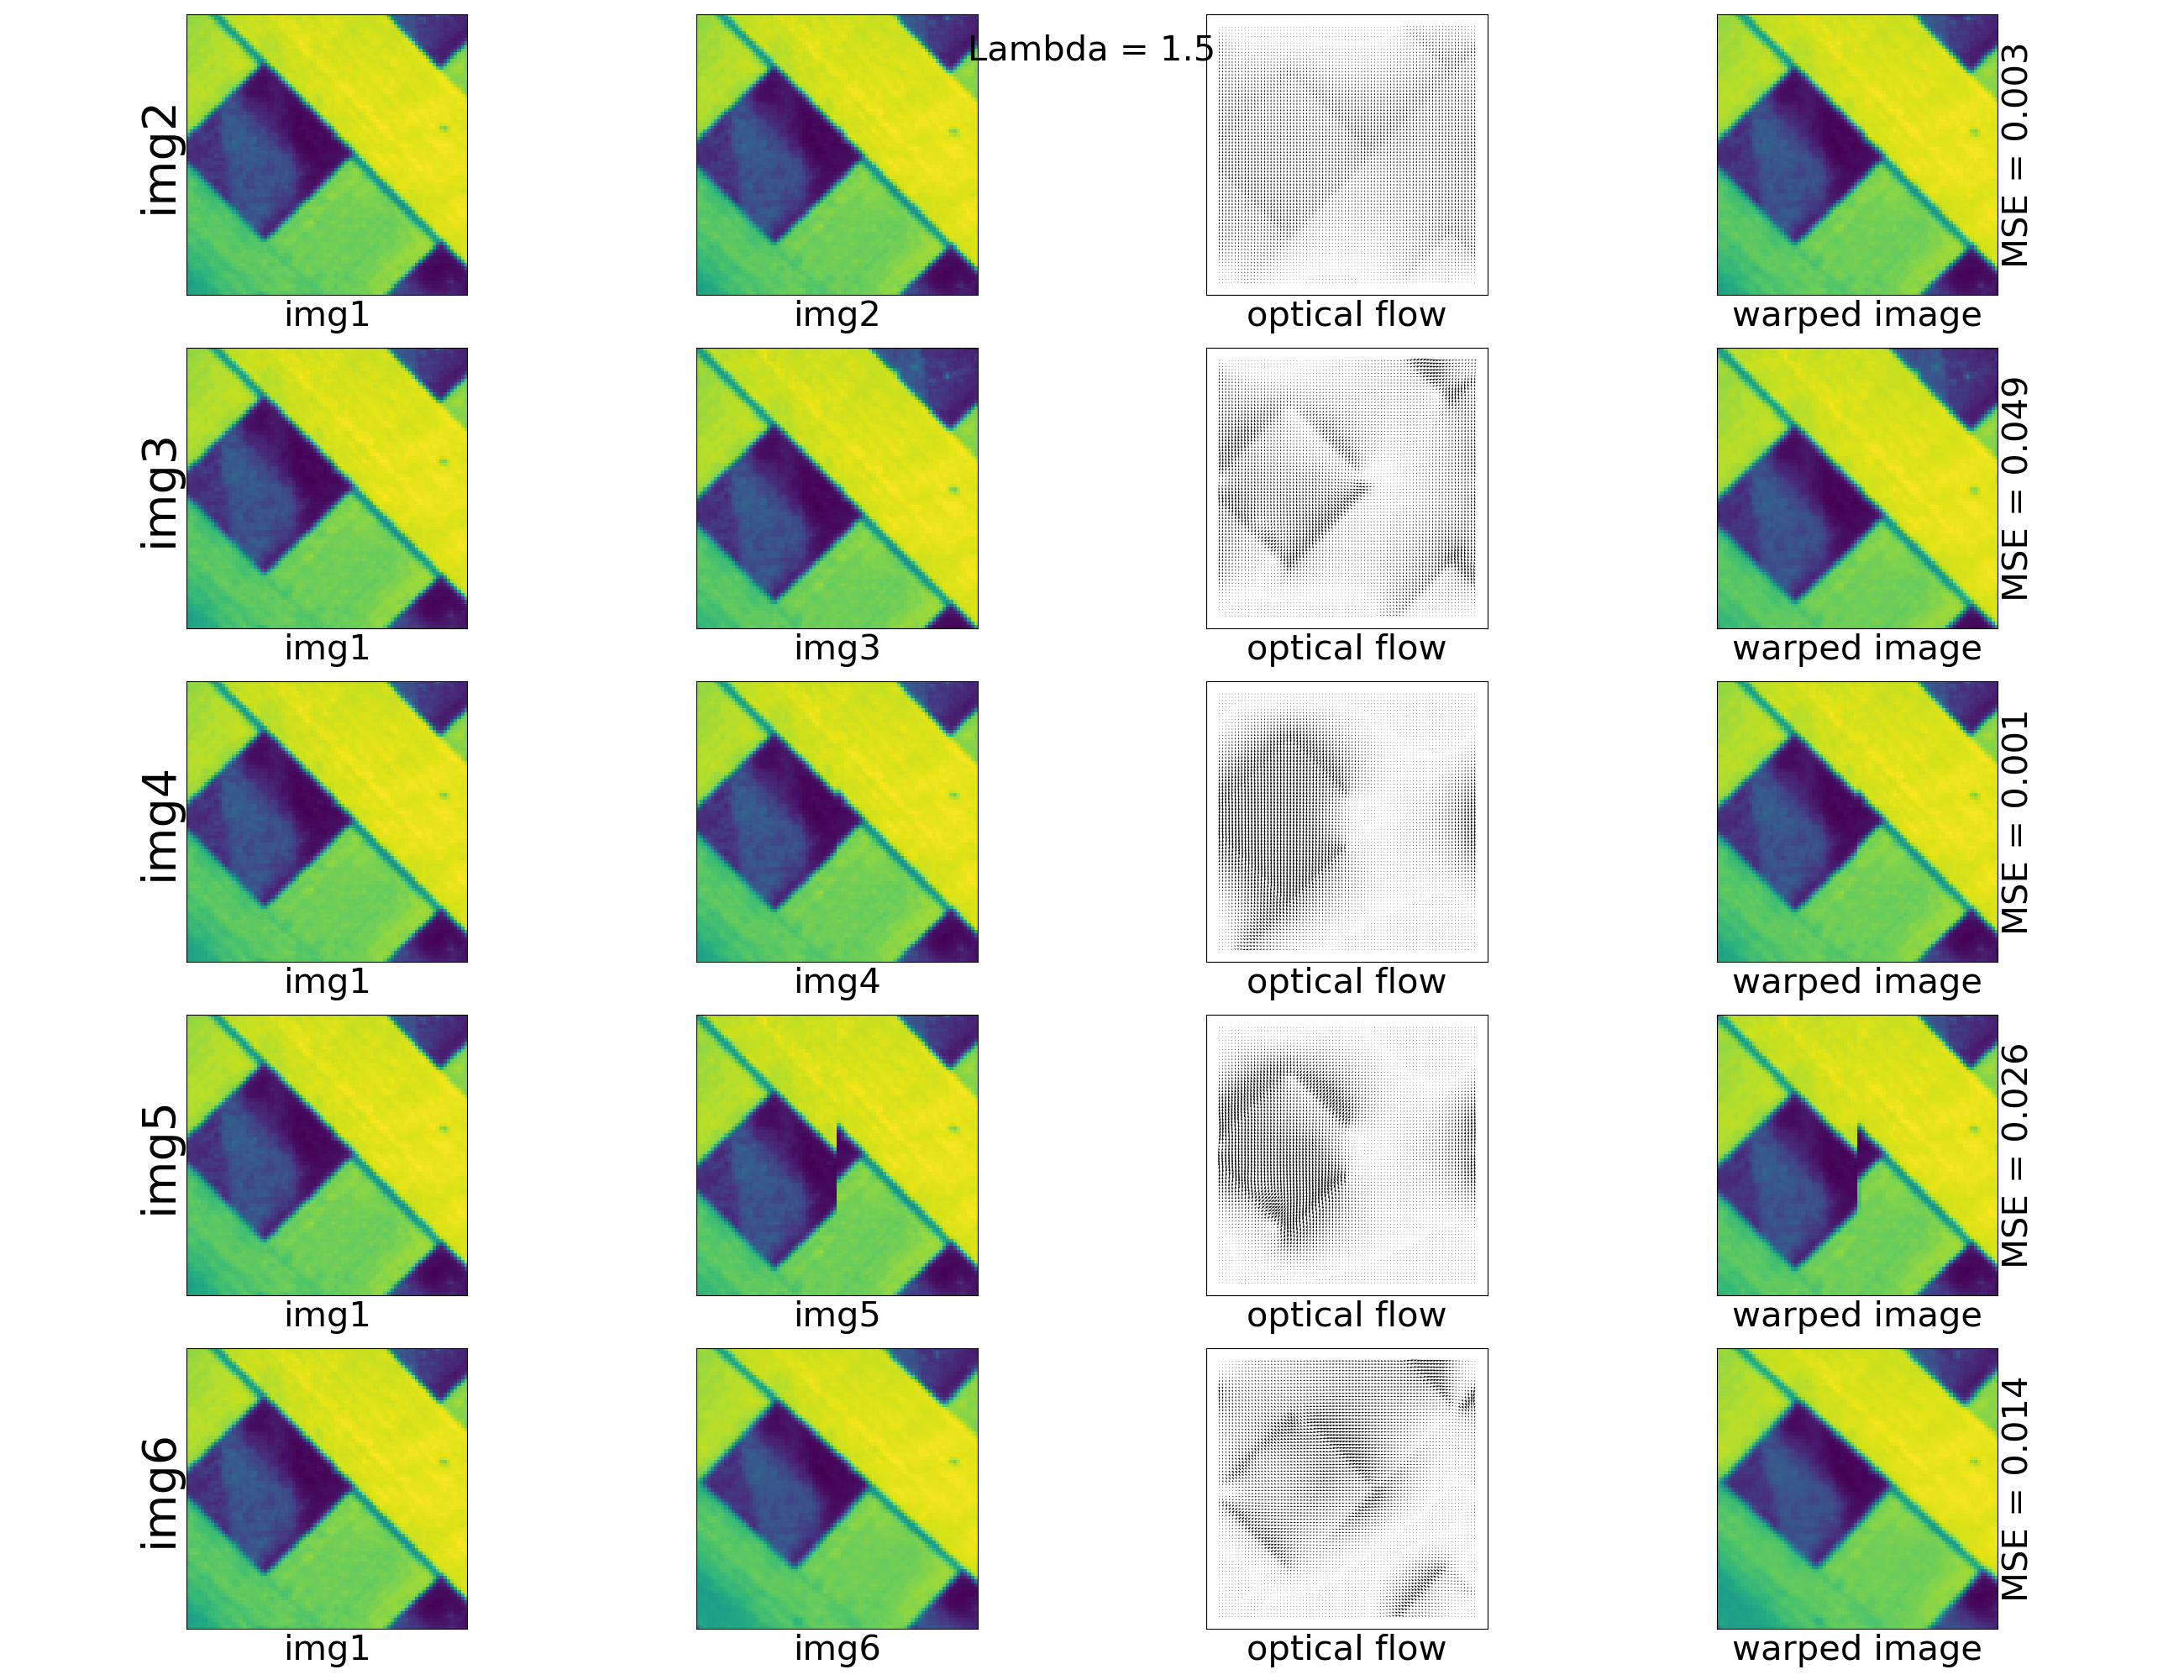 Lambda = 1.5
img2
img1
img2
optical flow
warped image
MSE = 0.003
img3
img1
img3
optical flow
warped image
MSE = 0.049
img4
img1
img4
optical flow
warped image
MSE = 0.001
img5
img1
img5
optical flow
warped image
MSE = 0.026
img6
img1
img6
optical flow
warped image
MSE = 0.014